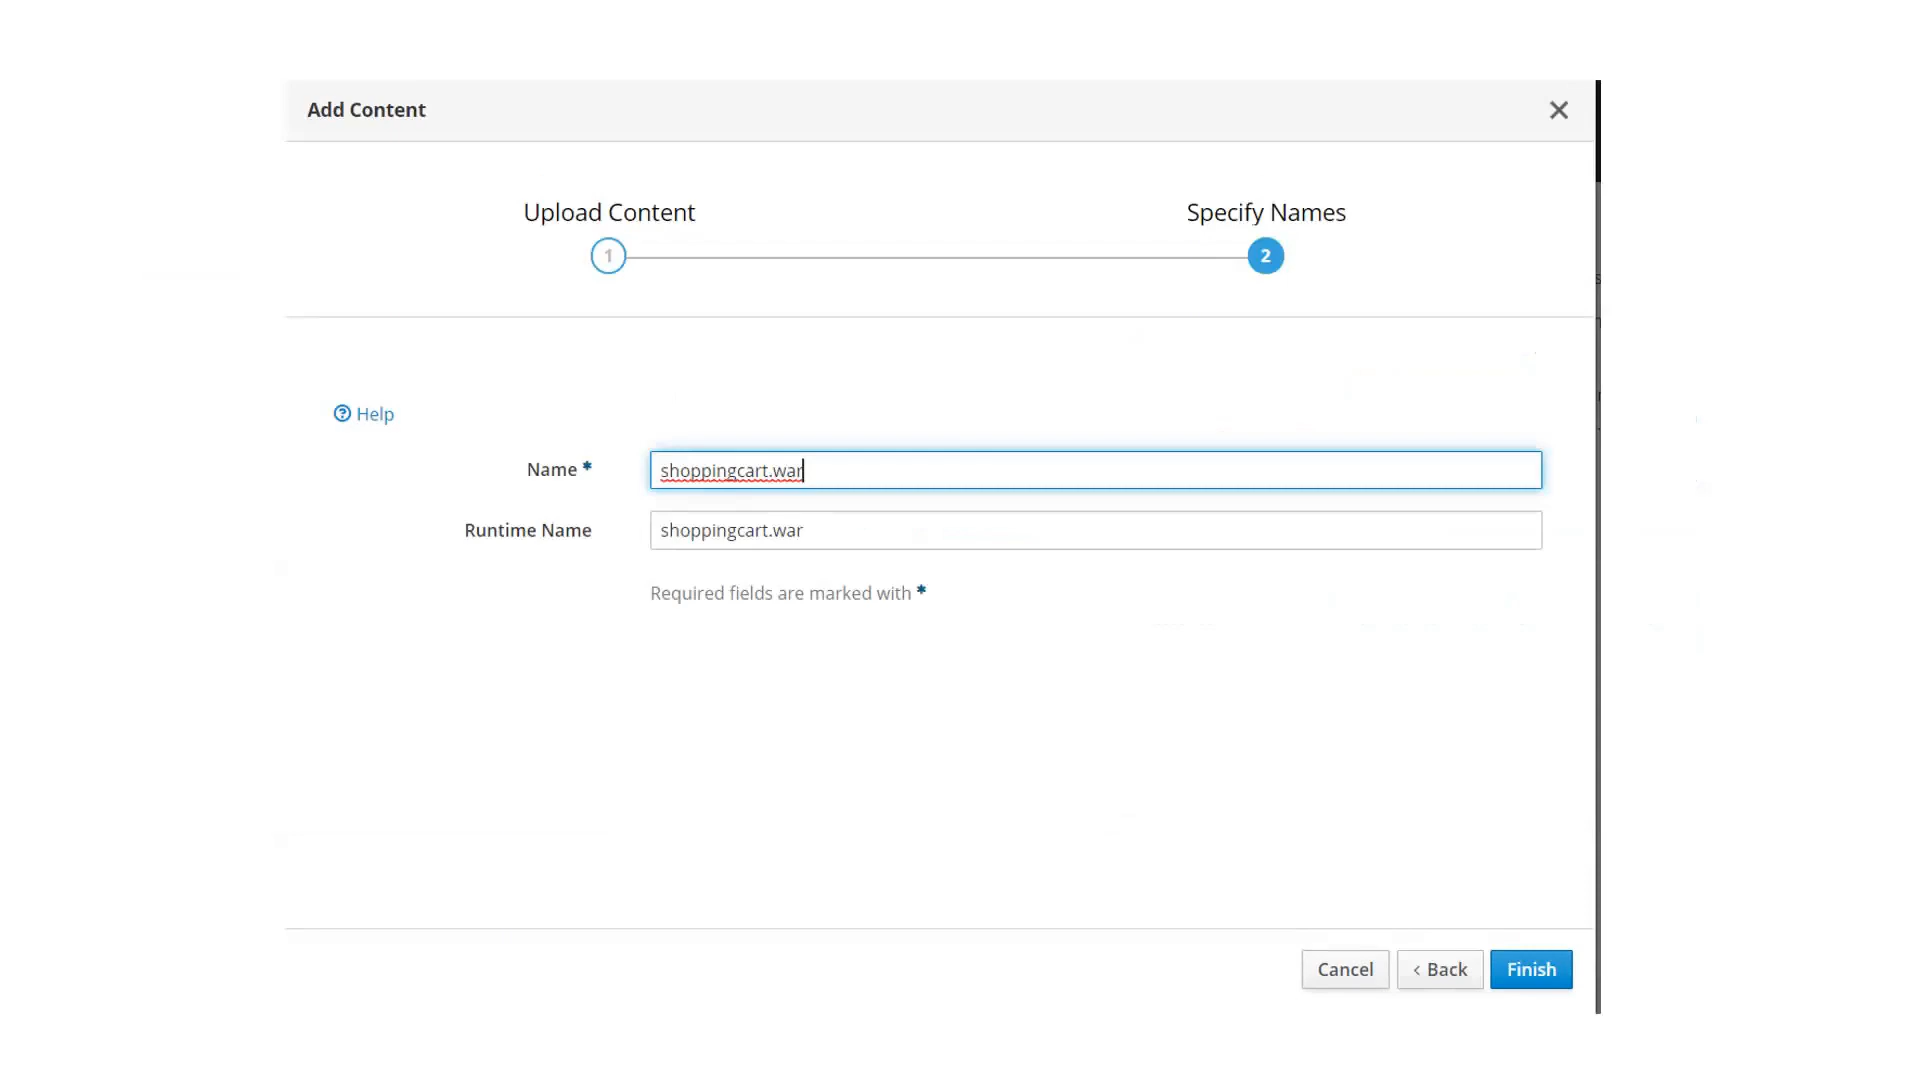 Add Content
Upload Content
Specify Names
1
2
Help
Name *
shoppingcart.war
Runtime Name
shoppingcart.war
Required fields are marked with *
Cancel
‹ Back
Finish